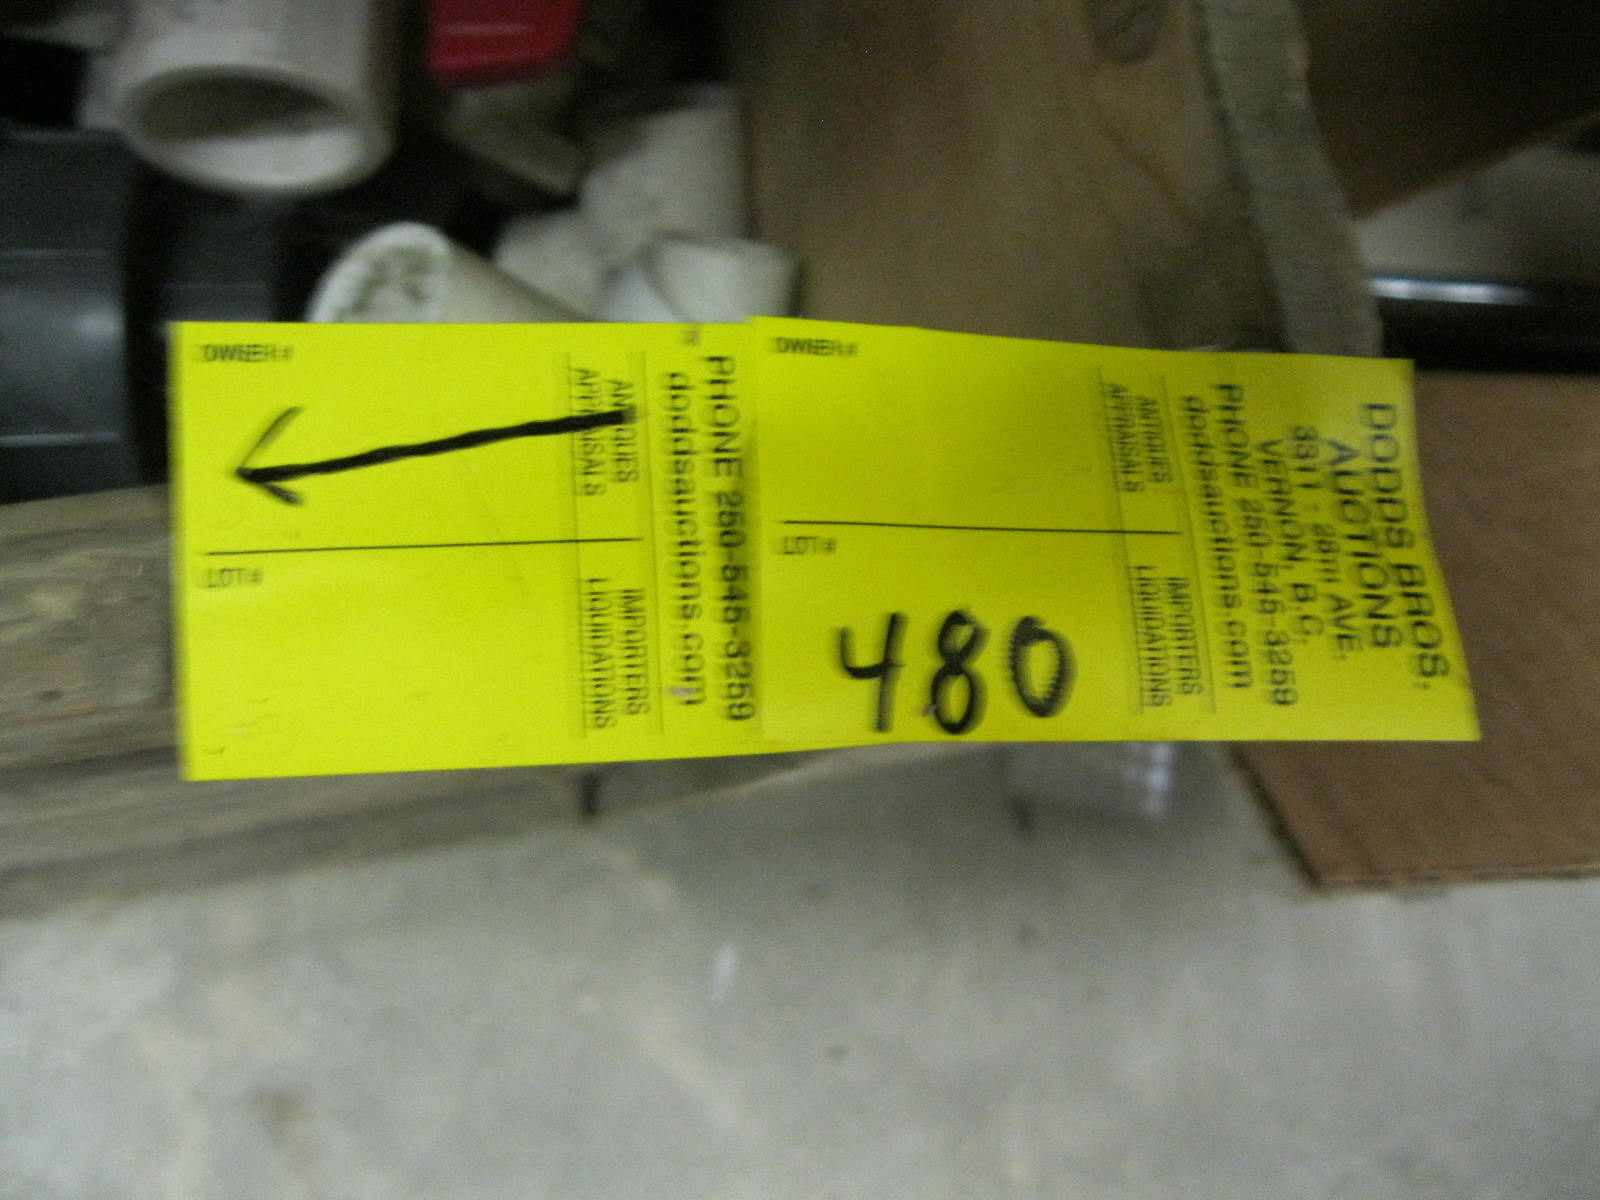 OWNER#
LOT#
ANTIQUES
APPRAISALS
IMPORTERS
LIQUIDATIONS
doddsauctions.com
PHONE 250-545-3259
OWNER#
LOT#
480
DODDS BROS.
AUCTIONS
3311 - 28TH AVE.
VERNON, B.C.
PHONE 250-545-3259
doddsauctions.com
ANTIQUES
APPRAISALS
IMPORTERS
LIQUIDATIONS